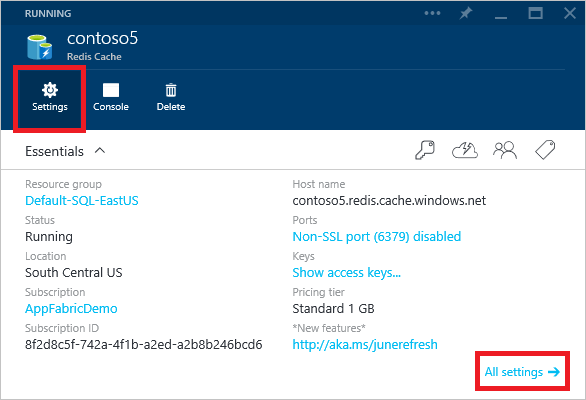 RUNNING
contoso5
Redis Cache
Settings
Console
Delete
Essentials
Resource group
Default-SQL-EastUS
Status
Running
Location
South Central US
Subscription
AppFabricDemo
Subscription ID
8f2d8c5f-742a-4f1b-a2ed-a2b8b246bcd6
Host name
contoso5.redis.cache.windows.net
Ports
Non-SSL port (6379) disabled
Keys
Show access keys...
Pricing tier
Standard 1 GB
*New features*
http://aka.ms/junerefresh
All settings